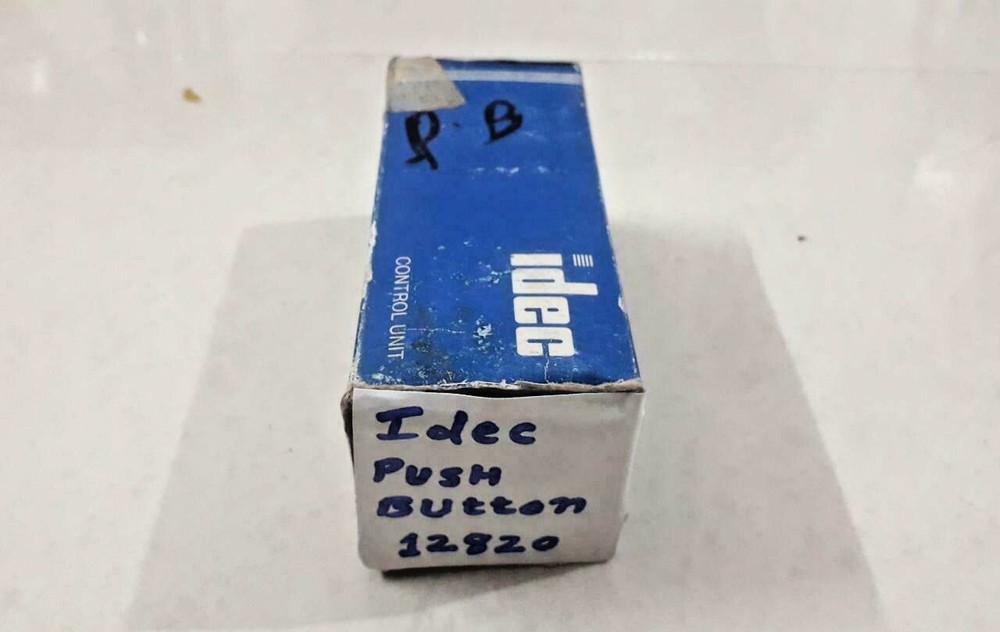 P.B
idec
CONTROL UNIT
Idec
PUSH
Button
12820